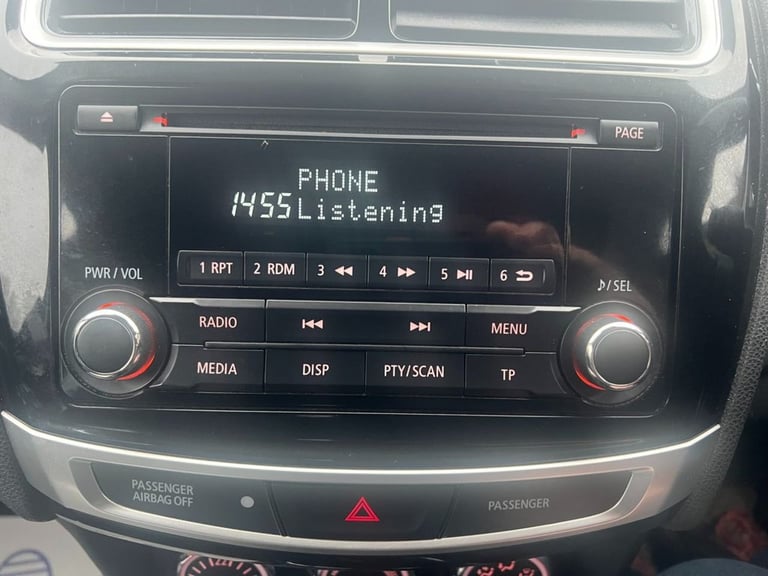 PAGE
PHONE
1455 Listening
1 RPT 2 RDM 3 4 5 6
PWR / VOL
♪/SEL
RADIO MENU
MEDIA DISP PTY/SCAN TP
PASSENGER
AIRBAG OFF
PASSENGER